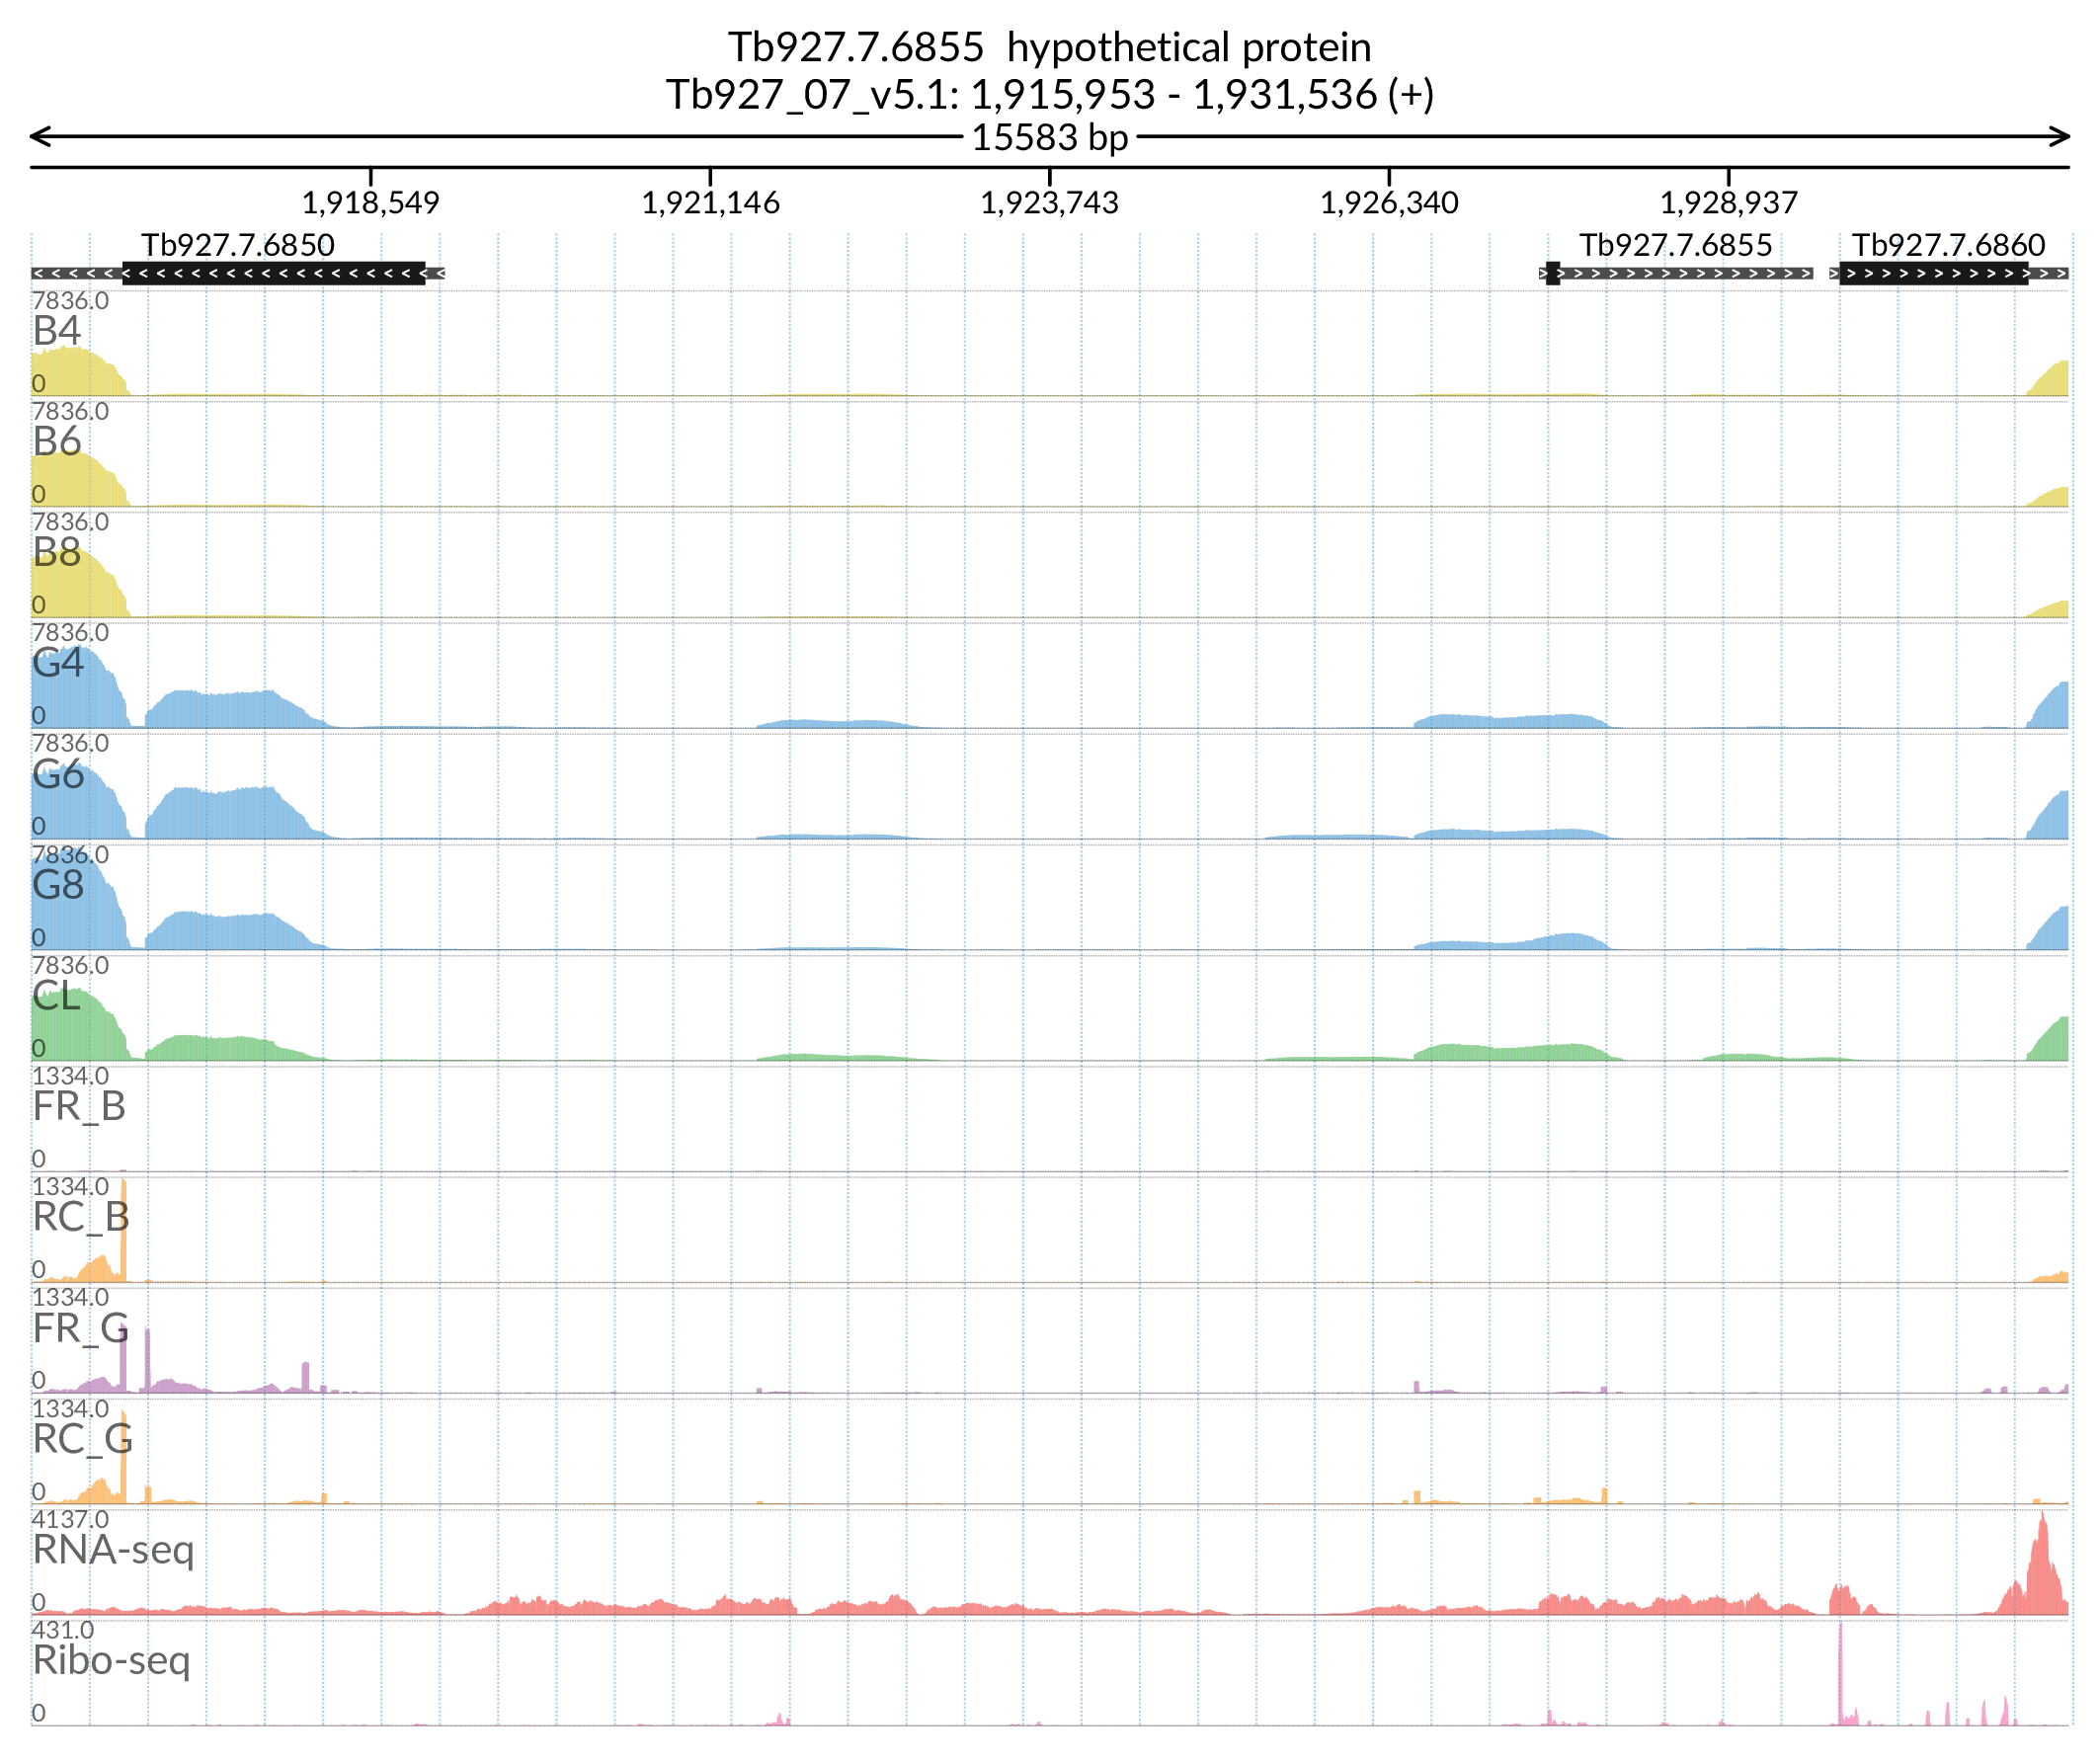 Tb927.7.6855  hypothetical protein
Tb927_07_v5.1: 1,915,953 - 1,931,536 (+)
15583 bp
1,918,549 1,921,146 1,923,743 1,926,340 1,928,937
Tb927.7.6850 Tb927.7.6855 Tb927.7.6860
7836.0
B4
0
7836.0
B6
0
7836.0
B8
0
7836.0
G4
0
7836.0
G6
0
7836.0
G8
0
7836.0
CL
0
1334.0
FR_B
0
1334.0
RC_B
0
1334.0
FR_G
0
1334.0
RC_G
0
4137.0
RNA-seq
0
431.0
Ribo-seq
0